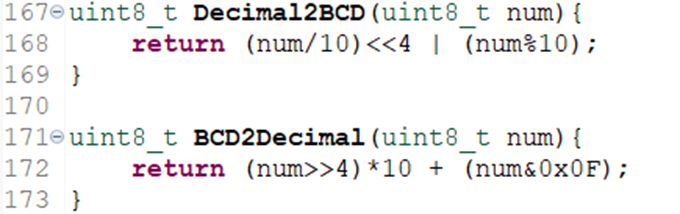 167 uint8_t Decimal2BCD(uint8_t num){
168     return (num/10)<<4 | (num%10);
169 }
170
171 uint8_t BCD2Decimal(uint8_t num){
172     return (num>>4)*10 + (num&0x0F);
173 }